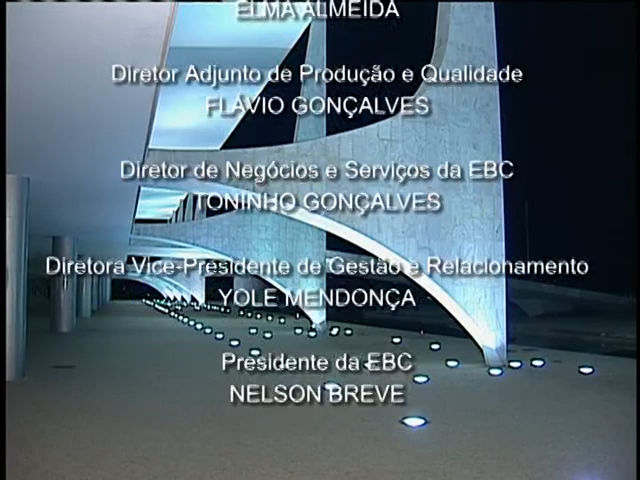 ELMA ALMEIDA
Diretor Adjunto de Produção e Qualidade
FLÁVIO GONÇALVES
Diretor de Negócios e Serviços da EBC
TONINHO GONÇALVES
Diretora Vice-Presidente de Gestão e Relacionamento
YOLE MENDONÇA
Presidente da EBC
NELSON BREVE